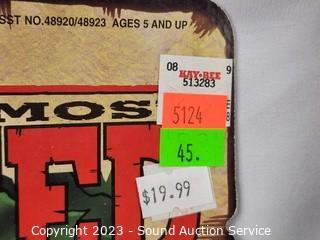 SST NO.48920/48923 AGES 5 AND UP
08 9
KAY·BEE
513283
MOS
5124
45.
$19.99
Copyright 2023 - Sound Auction Service